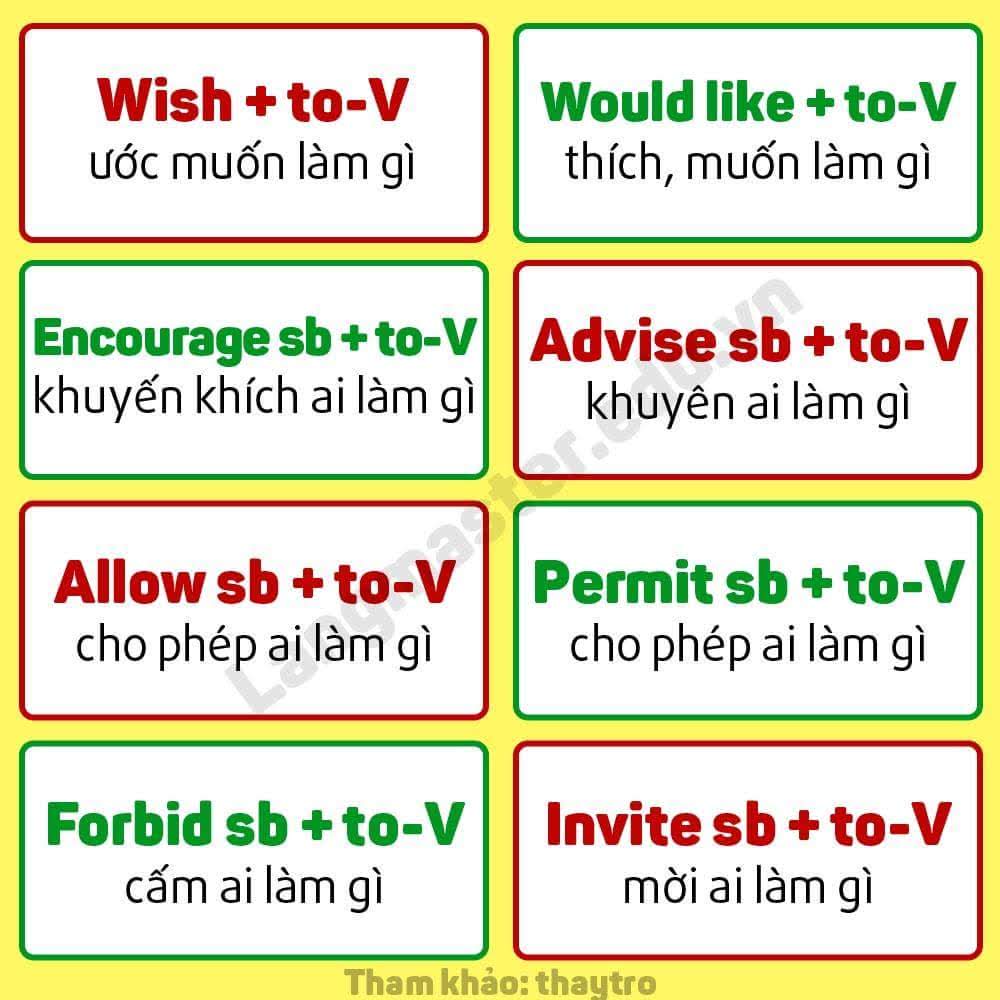 Wish + to-V
ước muốn làm gì
Would like + to-V
thích, muốn làm gì
Encourage sb + to-V
khuyến khích ai làm gì
Advise sb + to-V
khuyên ai làm gì
Allow sb + to-V
cho phép ai làm gì
Permit sb + to-V
cho phép ai làm gì
Forbid sb + to-V
cấm ai làm gì
Invite sb + to-V
mời ai làm gì
Langmaster.edu.vn
Tham khảo: thaytro